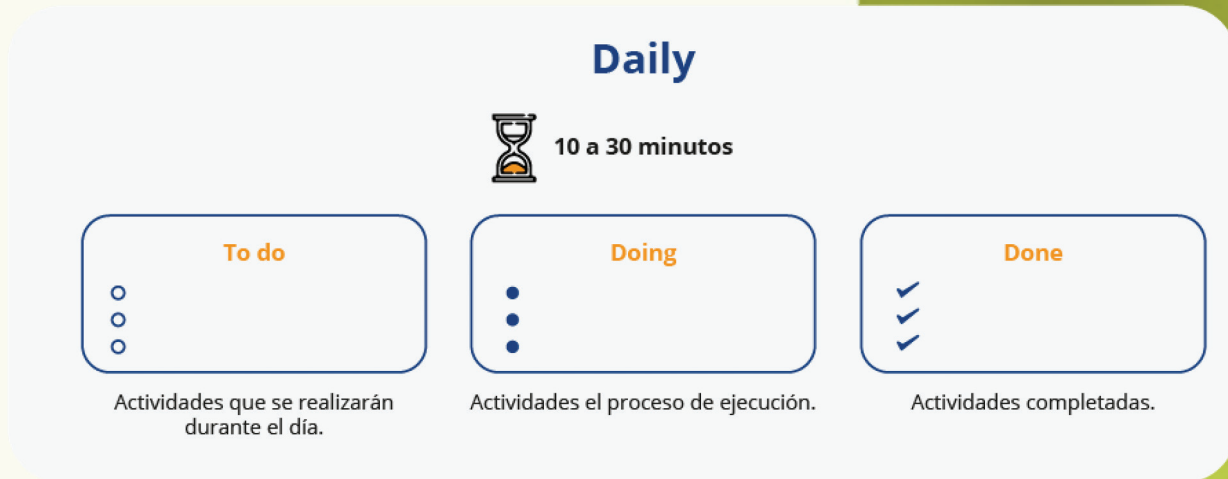 Daily
10 a 30 minutos
To do
Doing
Done
Actividades que se realizarán
durante el día.
Actividades el proceso de ejecución.
Actividades completadas.